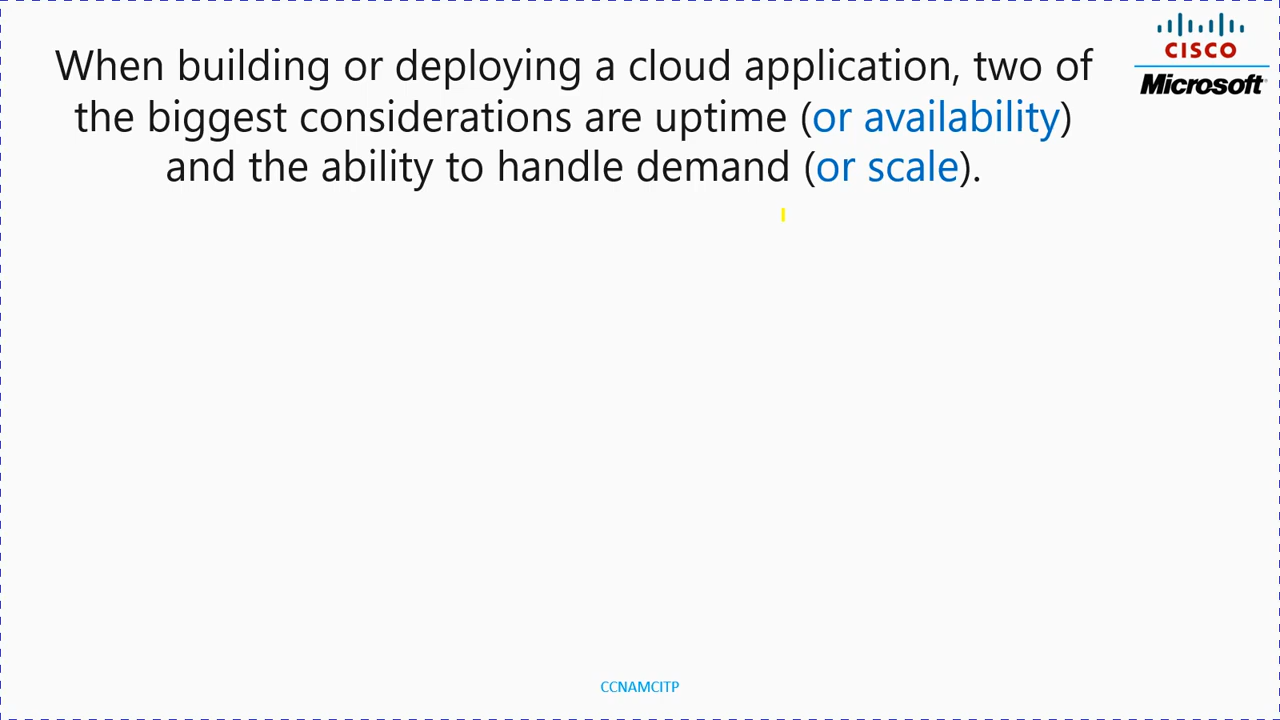 When building or deploying a cloud application, two of
the biggest considerations are uptime (or availability)
and the ability to handle demand (or scale).
CISCO
Microsoft
CCNAMCITP